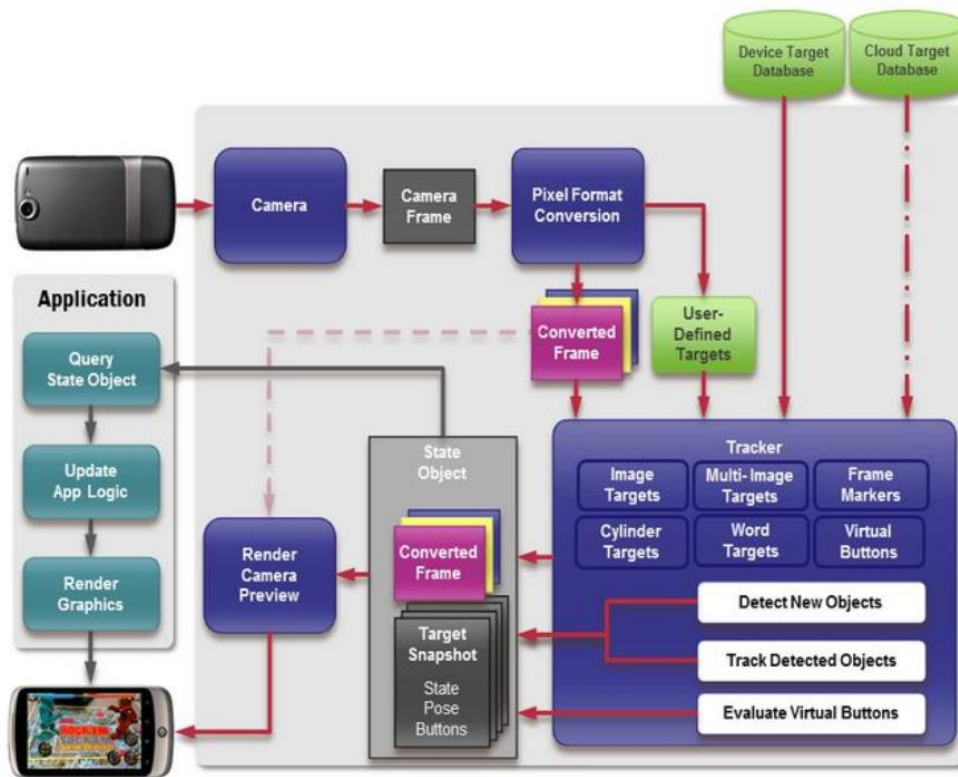 Device Target
Database
Cloud Target
Database
Camera
Camera
Frame
Pixel Format
Conversion
Application
Query
State Object
Update
App Logic
Render
Graphics
Converted
Frame
User-
Defined
Targets
State
Object
Converted
Frame
Target
Snapshot
State
Pose
Buttons
Render
Camera
Preview
Tracker
Image
Targets
Multi-Image
Targets
Frame
Markers
Cylinder
Targets
Word
Targets
Virtual
Buttons
Detect New Objects
Track Detected Objects
Evaluate Virtual Buttons